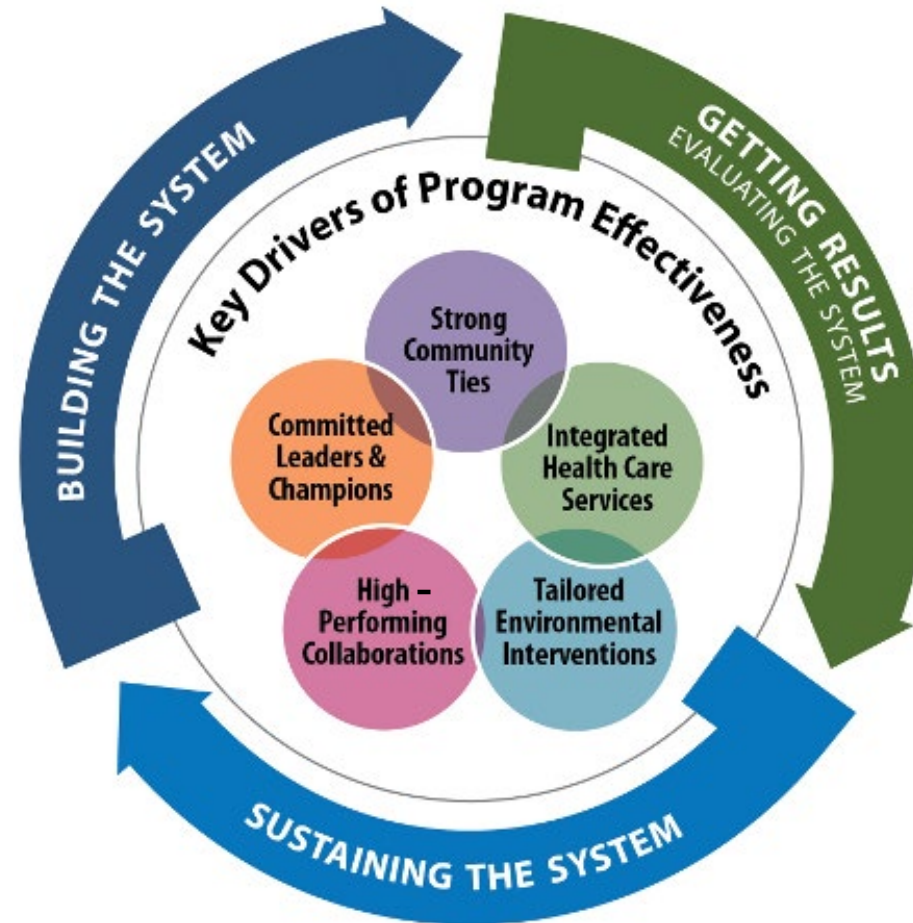 BUILDING THE SYSTEM
GETTING RESULTS
EVALUATING THE SYSTEM
SUSTAINING THE SYSTEM
Key Drivers of Program Effectiveness
Strong
Community
Ties
Committed
Leaders &
Champions
Integrated
Health Care
Services
High –
Performing
Collaborations
Tailored
Environmental
Interventions